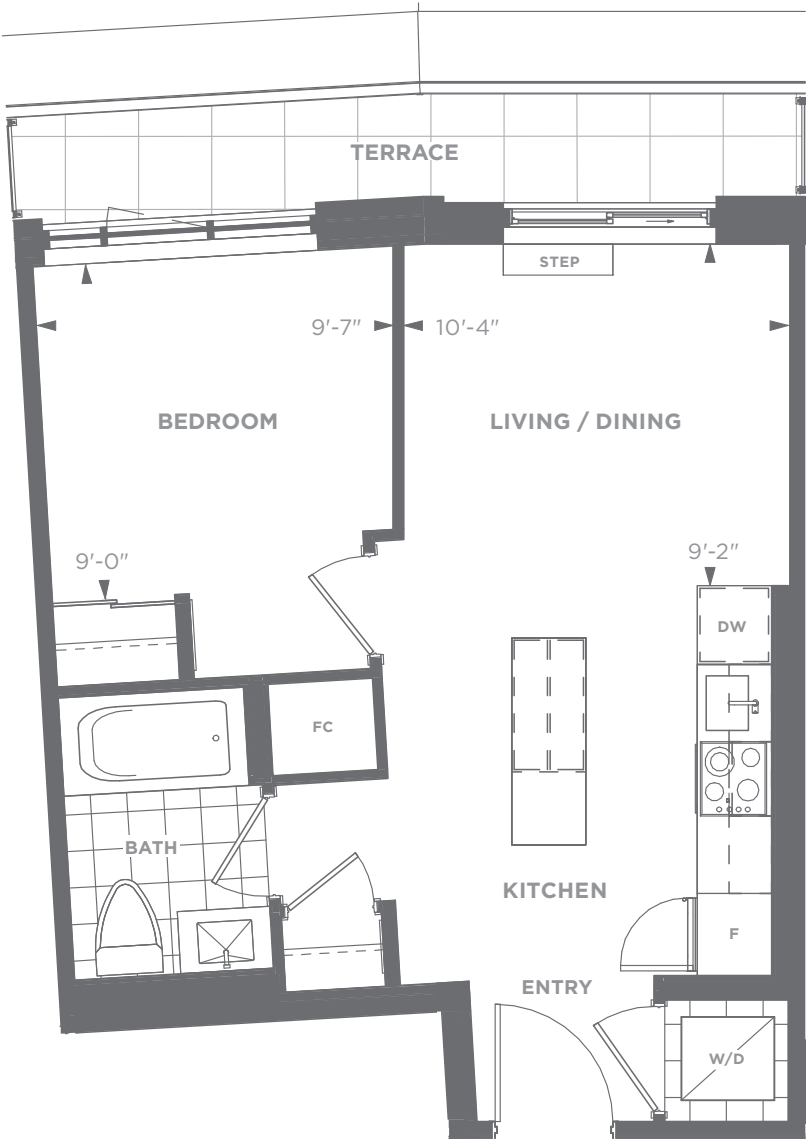 TERRACE
STEP
9'-7" 10'-4"
BEDROOM LIVING / DINING
9'-0" 9'-2"
DW
FC
BATH
KITCHEN
F
ENTRY
W/D